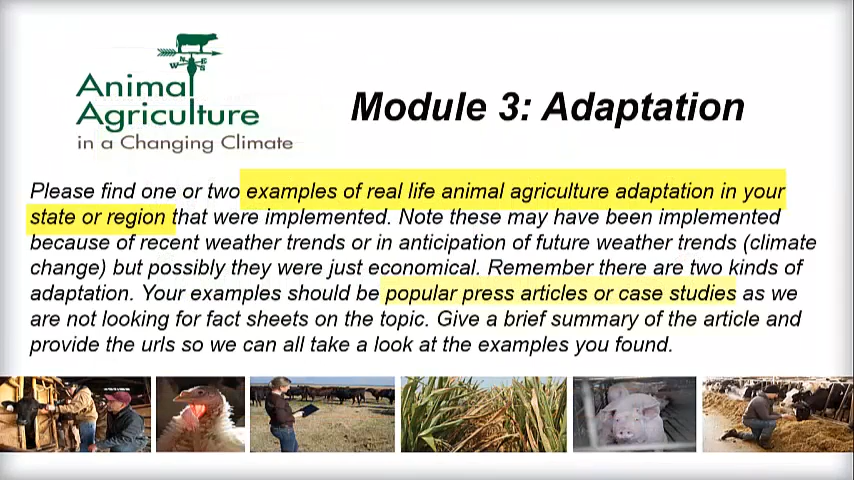 W N E S
Animal
Agriculture
in a Changing Climate
Module 3: Adaptation
Please find one or two examples of real life animal agriculture adaptation in your
state or region that were implemented. Note these may have been implemented
because of recent weather trends or in anticipation of future weather trends (climate
change) but possibly they were just economical. Remember there are two kinds of
adaptation. Your examples should be popular press articles or case studies as we
are not looking for fact sheets on the topic. Give a brief summary of the article and
provide the urls so we can all take a look at the examples you found.